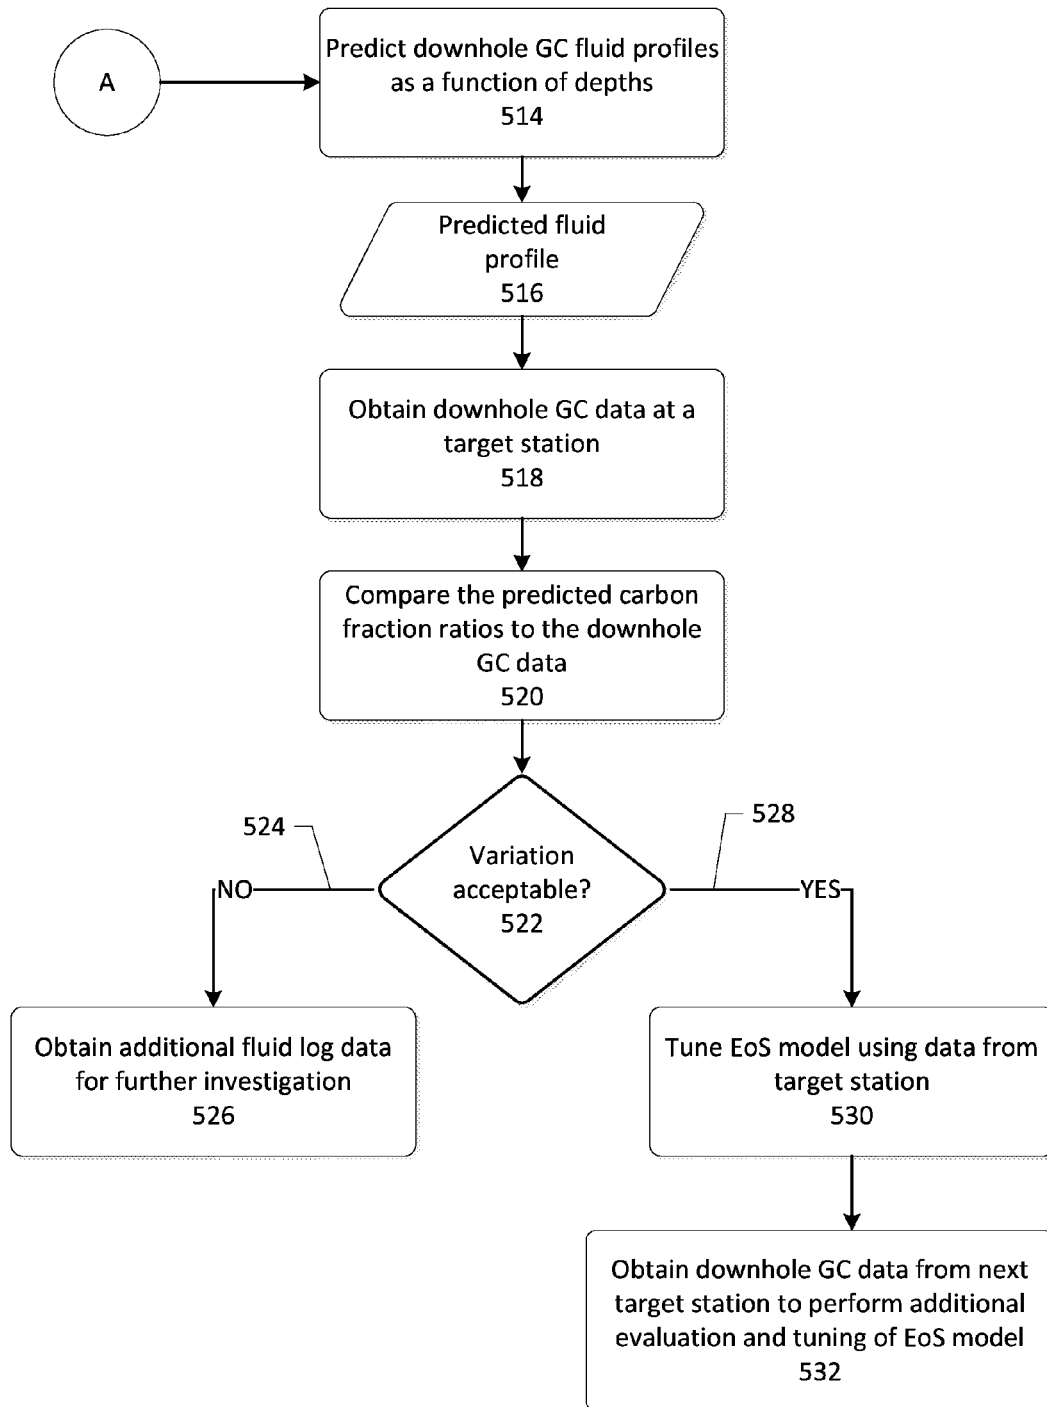 A
Predict downhole GC fluid profiles
as a function of depths
514
Predicted fluid
profile
516
Obtain downhole GC data at a
target station
518
Compare the predicted carbon
fraction ratios to the downhole
GC data
520
524
528
Variation
acceptable?
522
NO
YES
Obtain additional fluid log data
for further investigation
526
Tune EoS model using data from
target station
530
Obtain downhole GC data from next
target station to perform additional
evaluation and tuning of EoS model
532